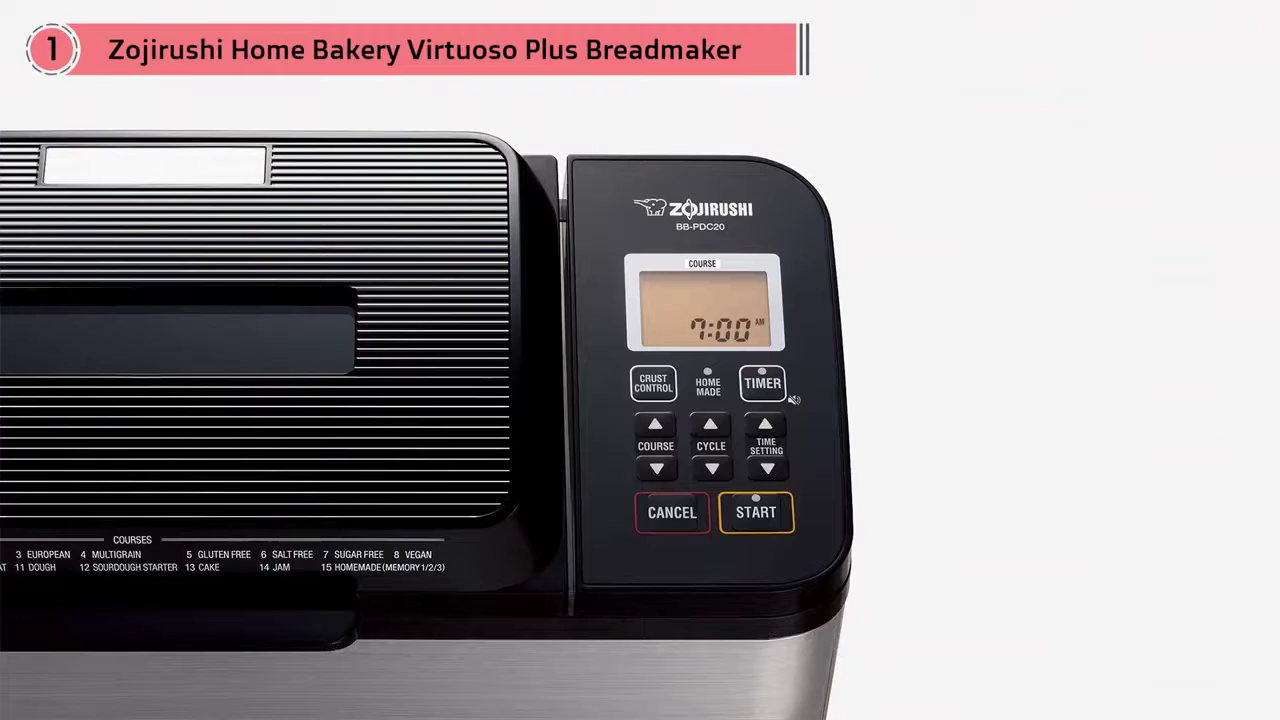 1 Zojirushi Home Bakery Virtuoso Plus Breadmaker
ZOJIRUSHI
BB-PDC20
COURSE
7:00 AM
CRUST CONTROL
HOME MADE
TIMER
COURSE
CYCLE
TIME SETTING
CANCEL
START
COURSES
3 EUROPEAN 4 MULTIGRAIN 5 GLUTEN FREE 6 SALT FREE 7 SUGAR FREE 8 VEGAN
11 DOUGH 12 SOURDOUGH STARTER 13 CAKE 14 JAM 15 HOMEMADE (MEMORY 1/2/3)